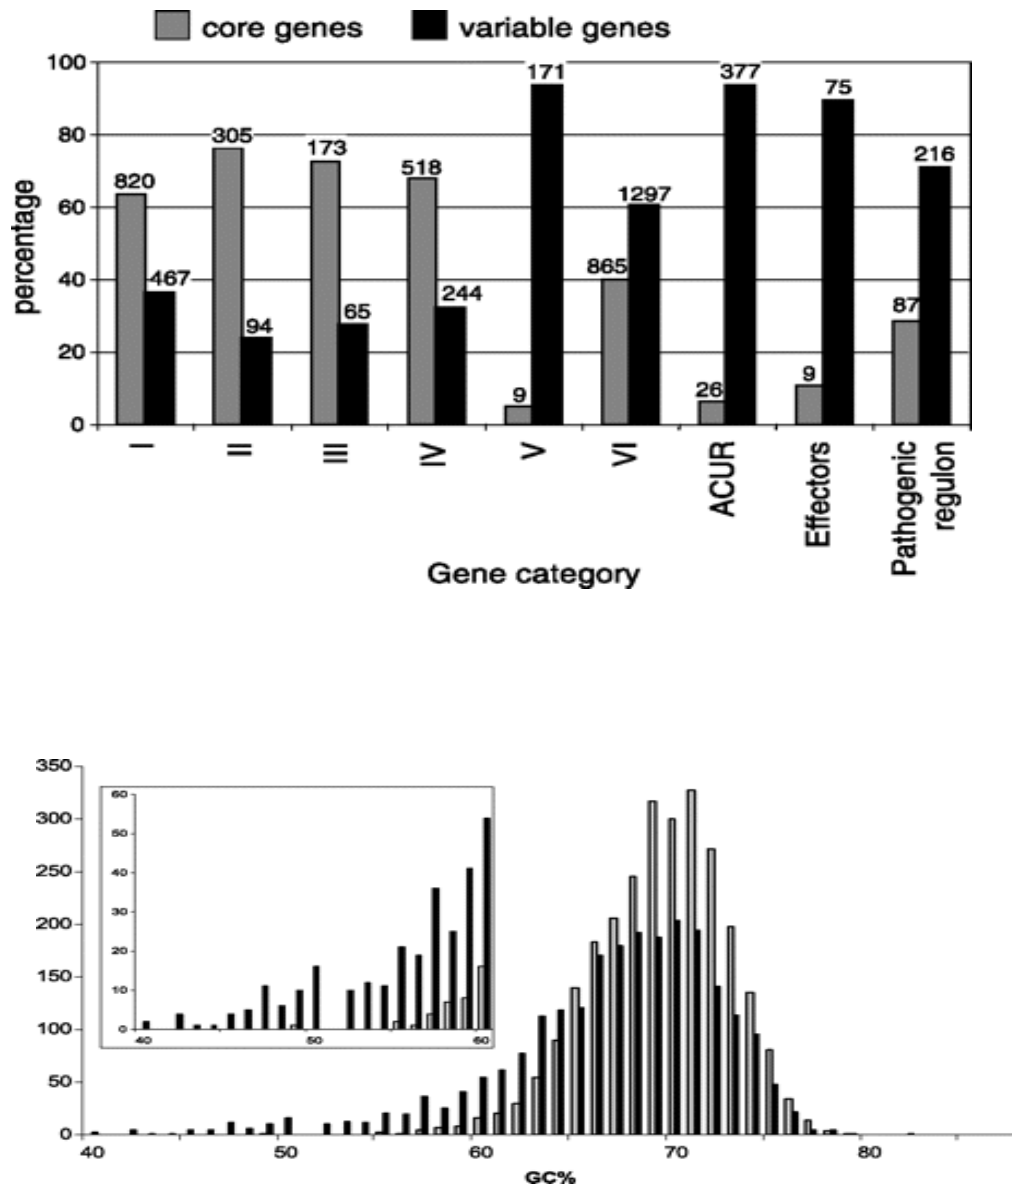 core genes variable genes
100
80
60
40
20
0
percentage
820 467 305 94 173 65 518 244 9 171 865 1297 26 377 9 75 87 216
I II III IV V VI ACUR Effectors Pathogenic regulon
Gene category
350
300
250
200
150
100
50
0
60
50
40
30
20
10
0
40 50 60
40 50 60 70 80
GC%